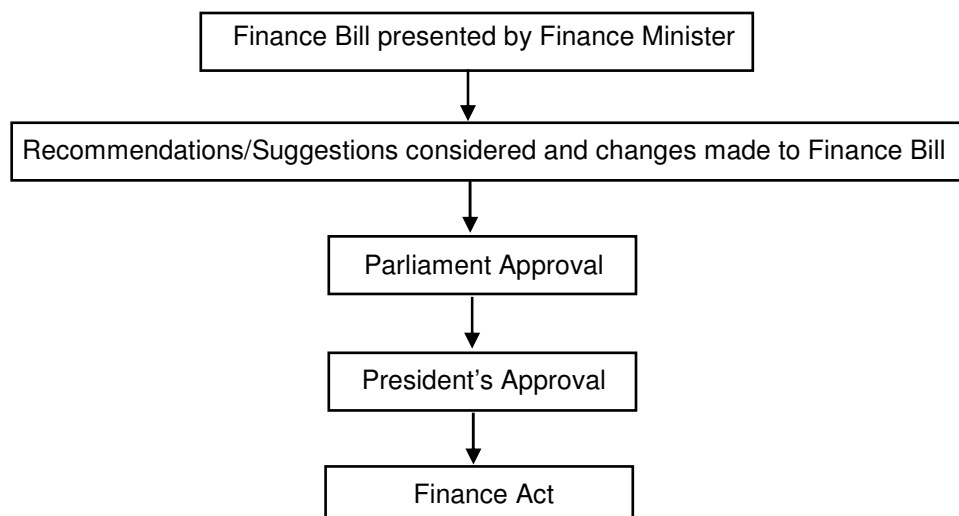 Finance Bill presented by Finance Minister
Recommendations/Suggestions considered and changes made to Finance Bill
Parliament Approval
President’s Approval
Finance Act